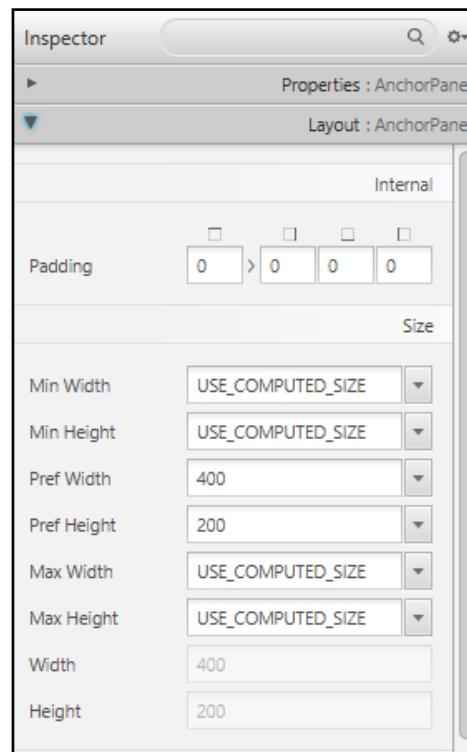 Inspector
Properties : AnchorPane
Layout : AnchorPane
Internal
Padding 0 > 0 0 0
Size
Min Width USE_COMPUTED_SIZE
Min Height USE_COMPUTED_SIZE
Pref Width 400
Pref Height 200
Max Width USE_COMPUTED_SIZE
Max Height USE_COMPUTED_SIZE
Width 400
Height 200